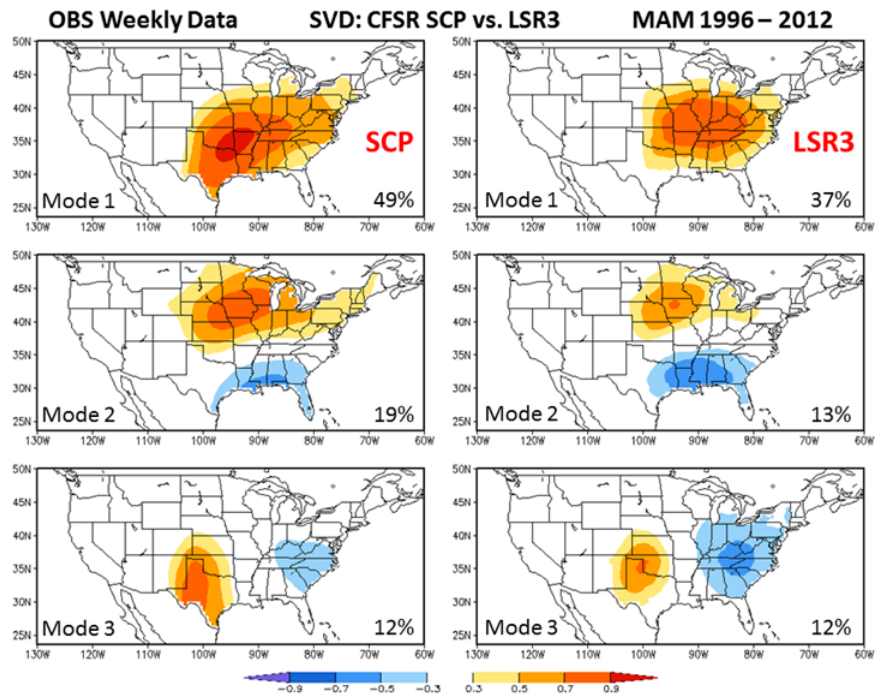 OBS Weekly Data SVD: CFSR SCP vs. LSR3 MAM 1996 – 2012
50N 50N
45N 45N
40N 40N
35N SCP 35N LSR3
30N 30N
25N Mode 1 49% 25N Mode 1 37%
130W 120W 110W 100W 90W 80W 70W 60W 130W 120W 110W 100W 90W 80W 70W 60W
50N 50N
45N 45N
40N 40N
35N 35N
30N 30N
25N Mode 2 19% 25N Mode 2 13%
130W 120W 110W 100W 90W 80W 70W 60W 130W 120W 110W 100W 90W 80W 70W 60W
50N 50N
45N 45N
40N 40N
35N 35N
30N 30N
25N Mode 3 12% 25N Mode 3 12%
130W 120W 110W 100W 90W 80W 70W 60W 130W 120W 110W 100W 90W 80W 70W 60W
-0.9 -0.7 -0.5 -0.3 0.3 0.5 0.7 0.9